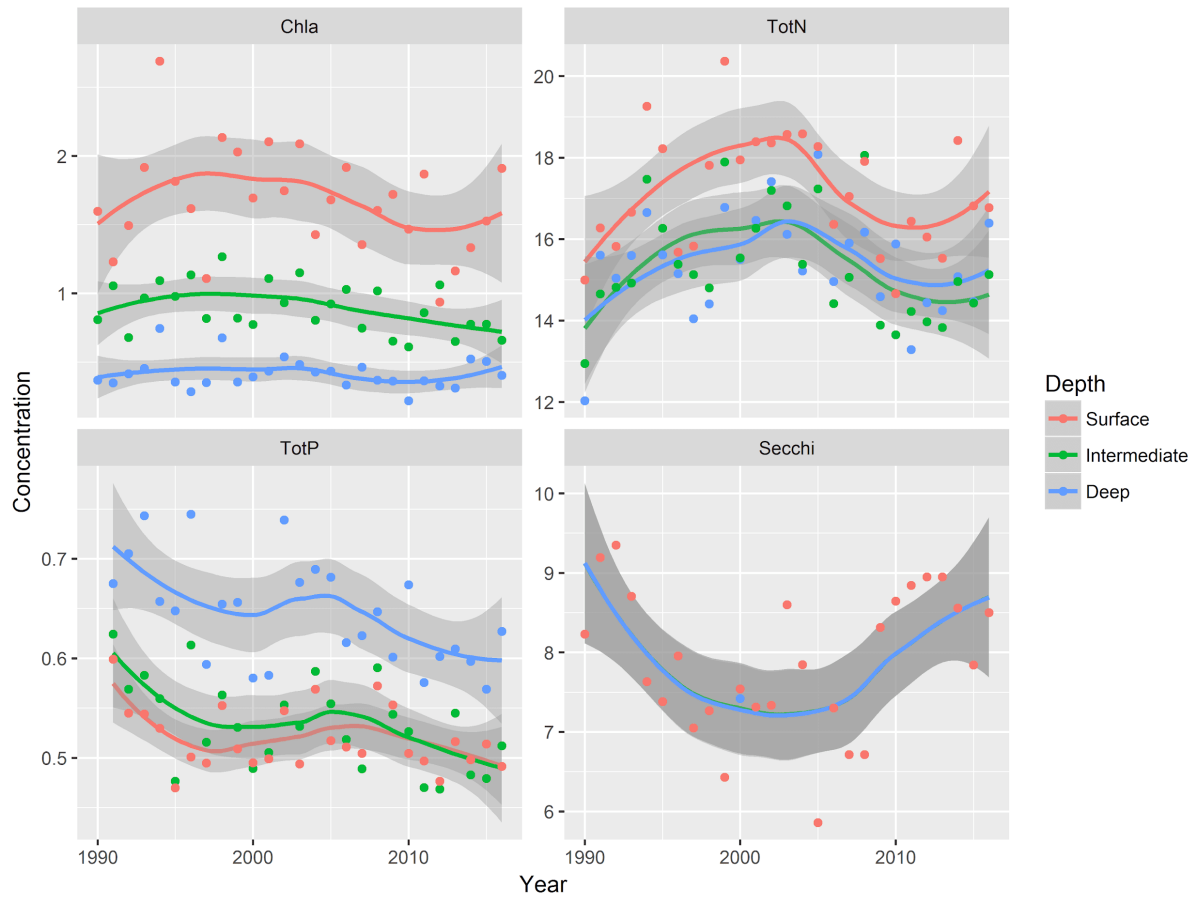 Chla
TotN
2
1
20
18
16
14
12
Concentration
TotP
Secchi
0.7
0.6
0.5
10
9
8
7
6
1990
2000
2010
1990
2000
2010
Year
Depth
Surface
Intermediate
Deep